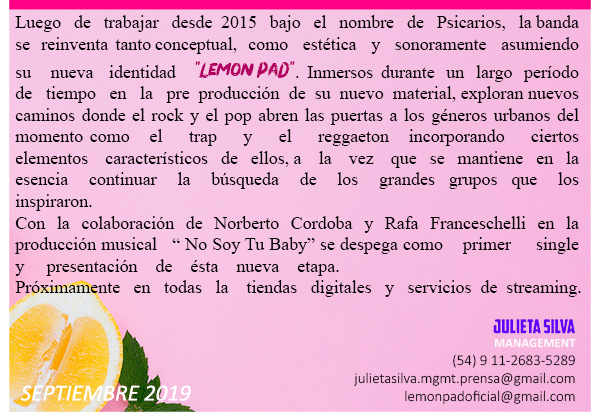 Luego de trabajar desde 2015 bajo el nombre de Psicarios, la banda
se reinventa tanto conceptual, como estética y sonoramente asumiendo
su nueva identidad "LEMON PAD". Inmersos durante un largo período
de tiempo en la pre producción de su nuevo material, exploran nuevos
caminos donde el rock y el pop abren las puertas a los géneros urbanos del
momento como el trap y el reggaeton incorporando ciertos
elementos característicos de ellos, a la vez que se mantiene en la
esencia continuar la búsqueda de los grandes grupos que los
inspiraron.
Con la colaboración de Norberto Cordoba y Rafa Franceschelli en la
producción musical “ No Soy Tu Baby” se despega como primer single
y presentación de ésta nueva etapa.
Próximamente en todas la tiendas digitales y servicios de streaming.
JULIETA SILVA
MANAGEMENT
(54) 9 11-2683-5289
julietasilva.mgmt.prensa@gmail.com
lemonpadoficial@gmail.com
SEPTIEMBRE 2019